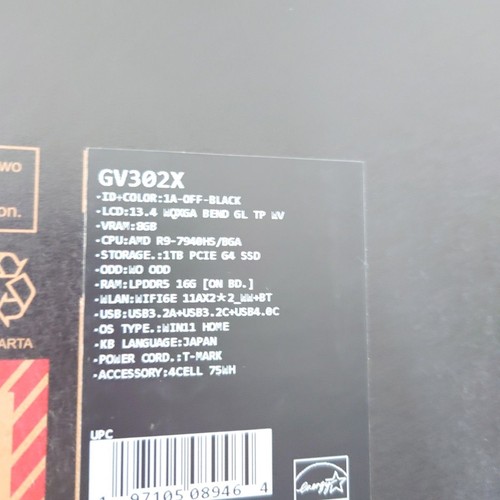 wo
on.
ARTA
GV302X
-ID+COLOR:1A-OFF-BLACK
-LCD:13.4 WQXGA BEND GL TP WV
-VRAM:8GB
-CPU:AMD R9-7940HS/BGA
-STORAGE.:1TB PCIE G4 SSD
-ODD:WO ODD
-RAM:LPDDR5 16G [ON BD.]
-WLAN:WIFI6E 11AX2*2_WW+BT
-USB:USB3.2A+USB3.2C+USB4.0C
-OS TYPE.:WIN11 HOME
-KB LANGUAGE:JAPAN
-POWER CORD.:T-MARK
-ACCESSORY:4CELL 75WH
UPC
1 97105 08946 4
energy